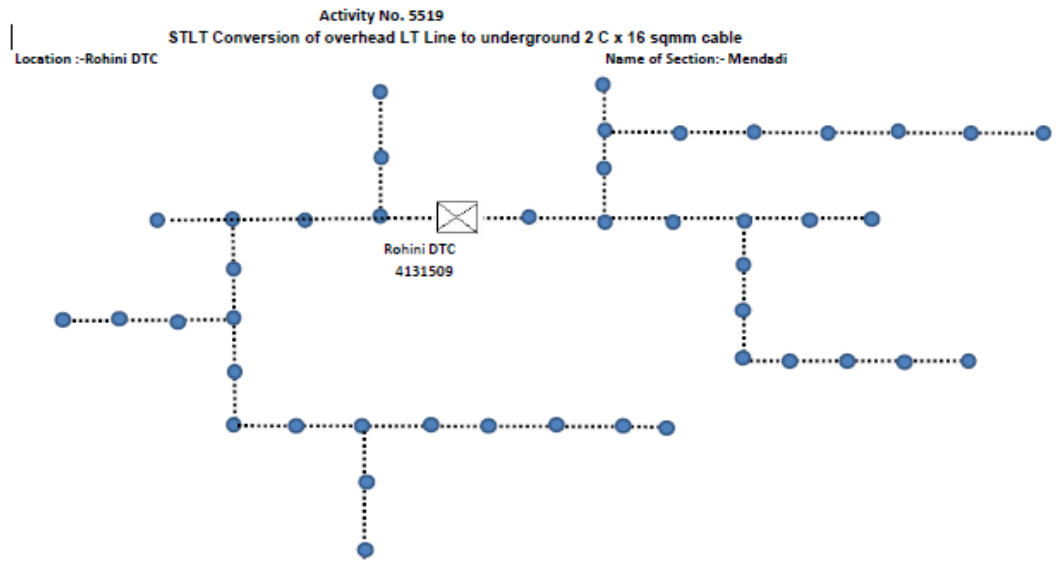 Activity No. 5519
STLT Conversion of overhead LT Line to underground 2 C x 16 sqmm cable
Location :-Rohini DTC
Name of Section:- Mendadi
Rohini DTC
4131509